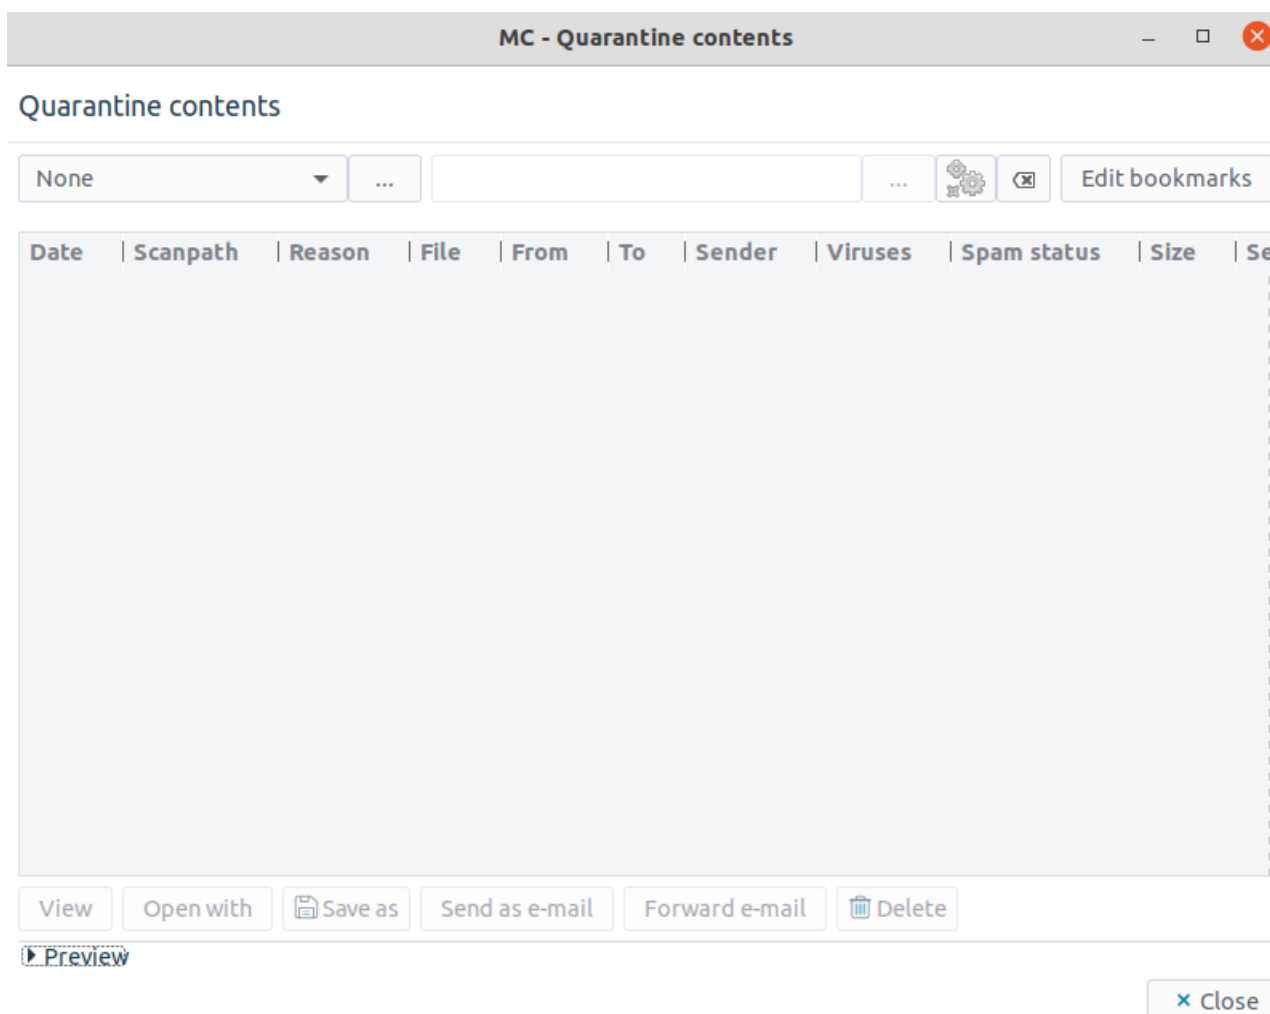 MC - Quarantine contents
Quarantine contents
None ... ... Edit bookmarks
Date Scanpath Reason File From To Sender Viruses Spam status Size Se
View Open with Save as Send as e-mail Forward e-mail Delete
Preview
Close